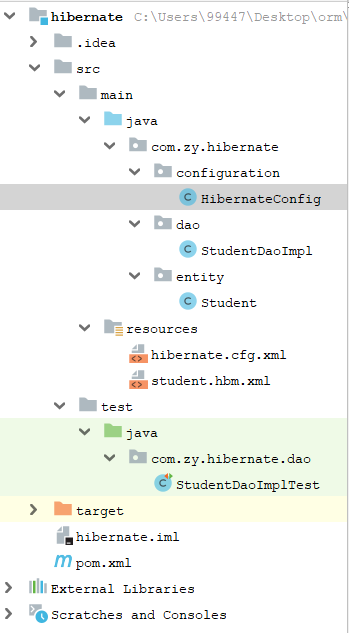 hibernate C:\Users\99447\Desktop\orm\
.idea
src
main
java
com.zy.hibernate
configuration
HibernateConfig
dao
StudentDaoImpl
entity
Student
resources
hibernate.cfg.xml
student.hbm.xml
test
java
com.zy.hibernate.dao
StudentDaoImplTest
target
hibernate.iml
pom.xml
External Libraries
Scratches and Consoles